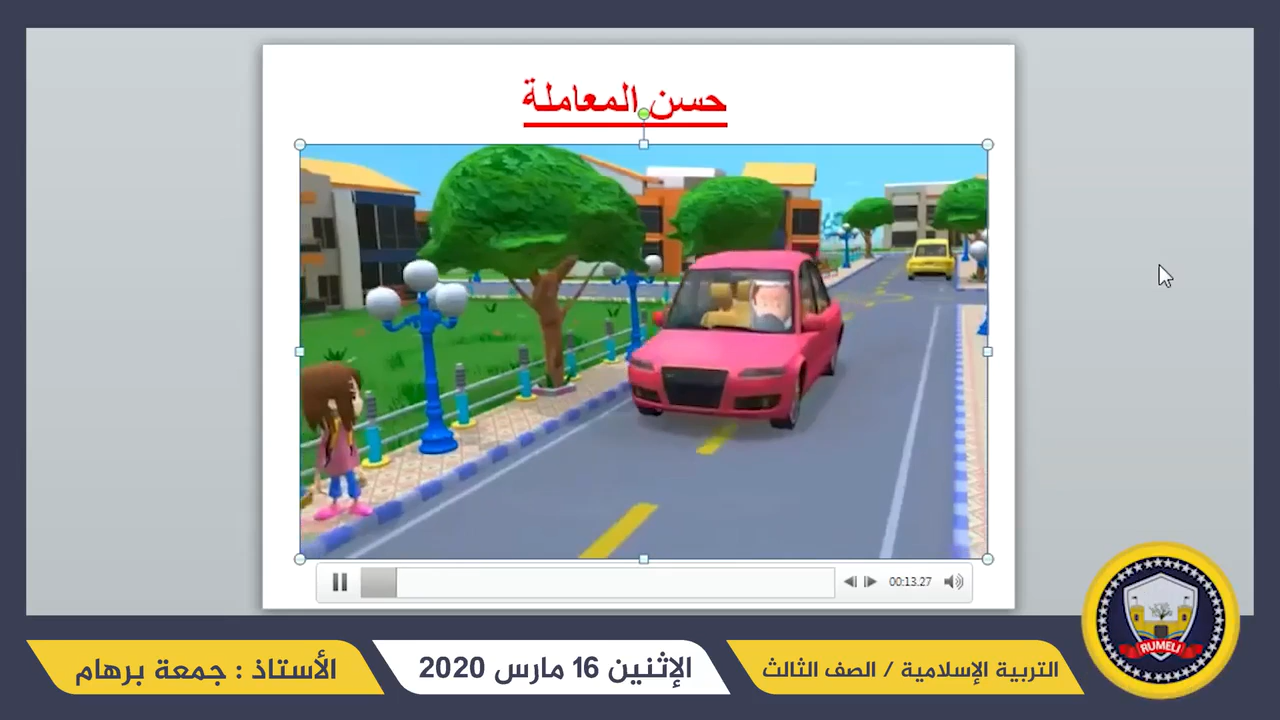 حسن المعاملة
00:13.27
RUMELI
التربية الإسلامية / الصف الثالث
الإثنين 16 مارس 2020
الأستاذ : جمعة برهام